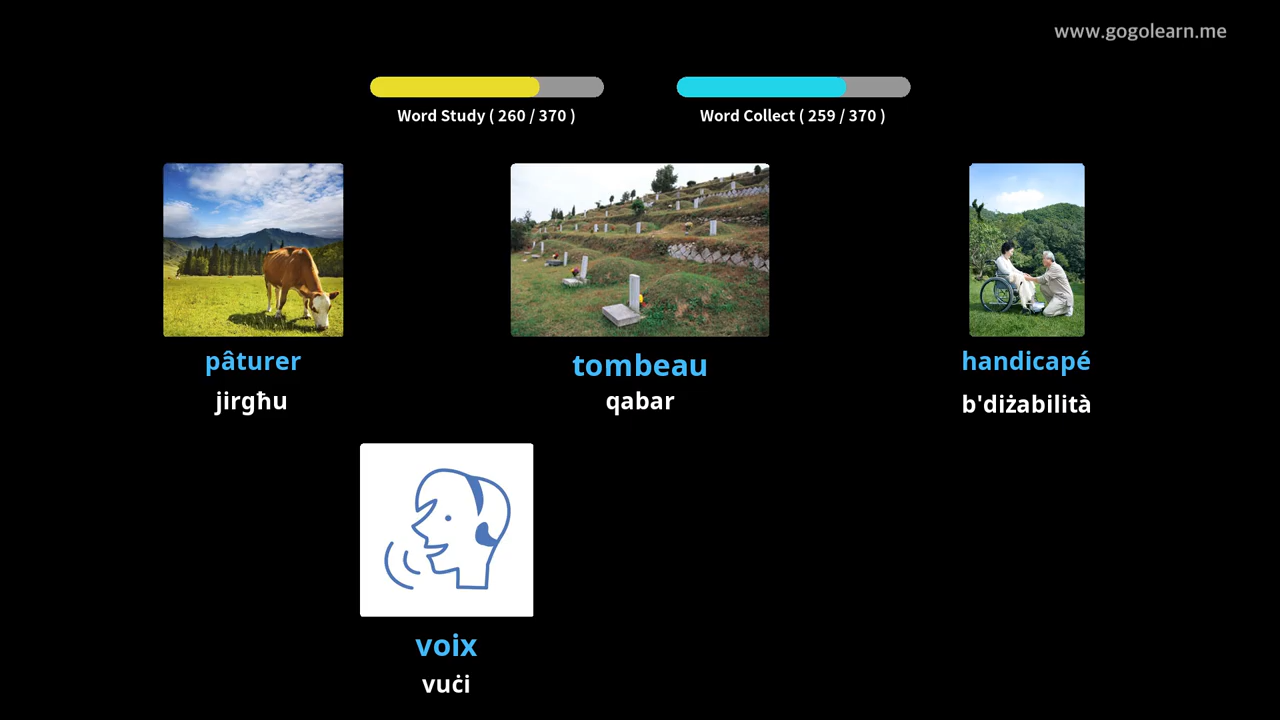 www.gogolearn.me
Word Study ( 260 / 370 )
Word Collect ( 259 / 370 )
pâturer
jirgħu
tombeau
qabar
handicapé
b'diżabilità
voix
vuċi